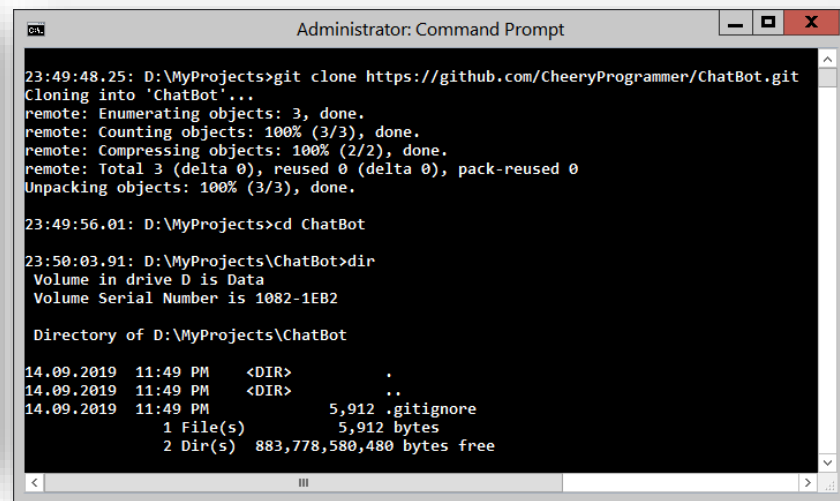 Administrator: Command Prompt
23:49:48.25: D:\MyProjects>git clone https://github.com/CheeryProgrammer/ChatBot.git
Cloning into 'ChatBot'...
remote: Enumerating objects: 3, done.
remote: Counting objects: 100% (3/3), done.
remote: Compressing objects: 100% (2/2), done.
remote: Total 3 (delta 0), reused 0 (delta 0), pack-reused 0
Unpacking objects: 100% (3/3), done.
23:49:56.01: D:\MyProjects>cd ChatBot
23:50:03.91: D:\MyProjects\ChatBot>dir
Volume in drive D is Data
Volume Serial Number is 1082-1EB2
Directory of D:\MyProjects\ChatBot
14.09.2019  11:49 PM    <DIR>          .
14.09.2019  11:49 PM    <DIR>          ..
14.09.2019  11:49 PM             5,912 .gitignore
1 File(s)          5,912 bytes
2 Dir(s)  883,778,580,480 bytes free